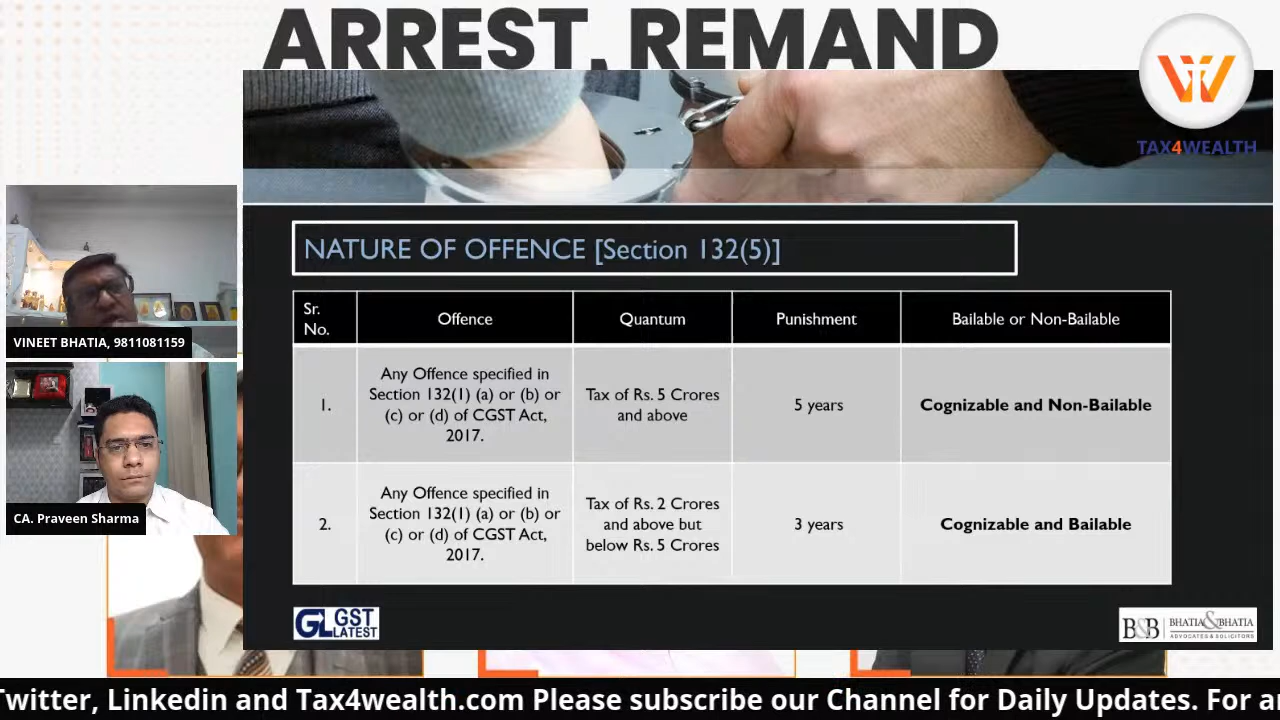 ARREST, REMAND
TAX4WEALTH
VINEET BHATIA, 9811081159
CA. Praveen Sharma
NATURE OF OFFENCE [Section 132(5)]
Sr.
No.
Offence
Quantum
Punishment
Bailable or Non-Bailable
1.
Any Offence specified in
Section 132(1) (a) or (b) or
(c) or (d) of CGST Act,
2017.
Tax of Rs. 5 Crores
and above
5 years
Cognizable and Non-Bailable
2.
Any Offence specified in
Section 132(1) (a) or (b) or
(c) or (d) of CGST Act,
2017.
Tax of Rs. 2 Crores
and above but
below Rs. 5 Crores
3 years
Cognizable and Bailable
GL GST
LATEST
B&B BHATIA&BHATIA
ADVOCATES & SOLICITORS
Twitter, Linkedin and Tax4wealth.com Please subscribe our Channel for Daily Updates. For a